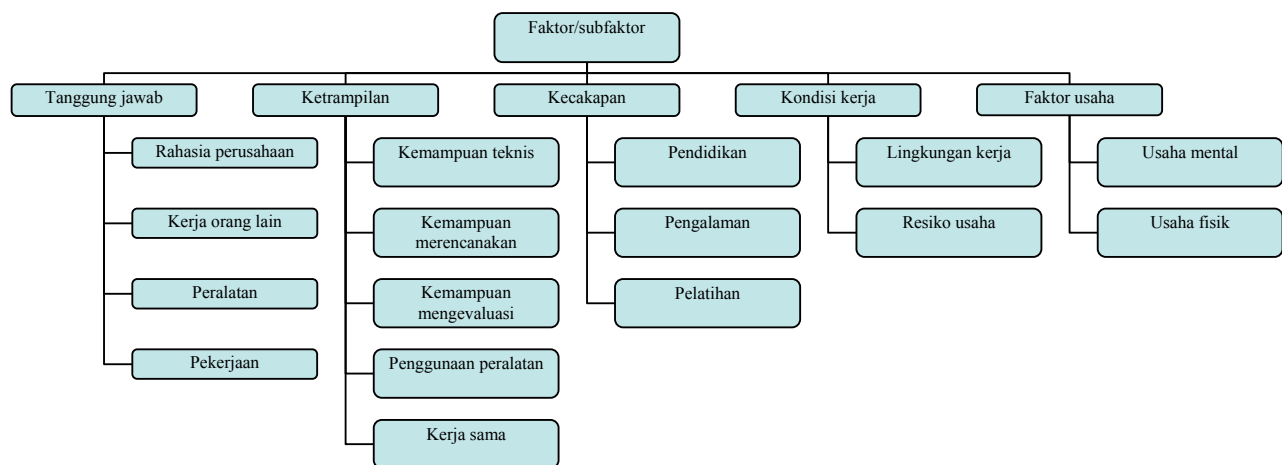 Faktor/subfaktor
Tanggung jawab
Ketrampilan
Kecakapan
Kondisi kerja
Faktor usaha
Rahasia perusahaan
Kerja orang lain
Peralatan
Pekerjaan
Kemampuan teknis
Kemampuan
merencanakan
Kemampuan
mengevaluasi
Penggunaan peralatan
Kerja sama
Pendidikan
Pengalaman
Pelatihan
Lingkungan kerja
Resiko usaha
Usaha mental
Usaha fisik